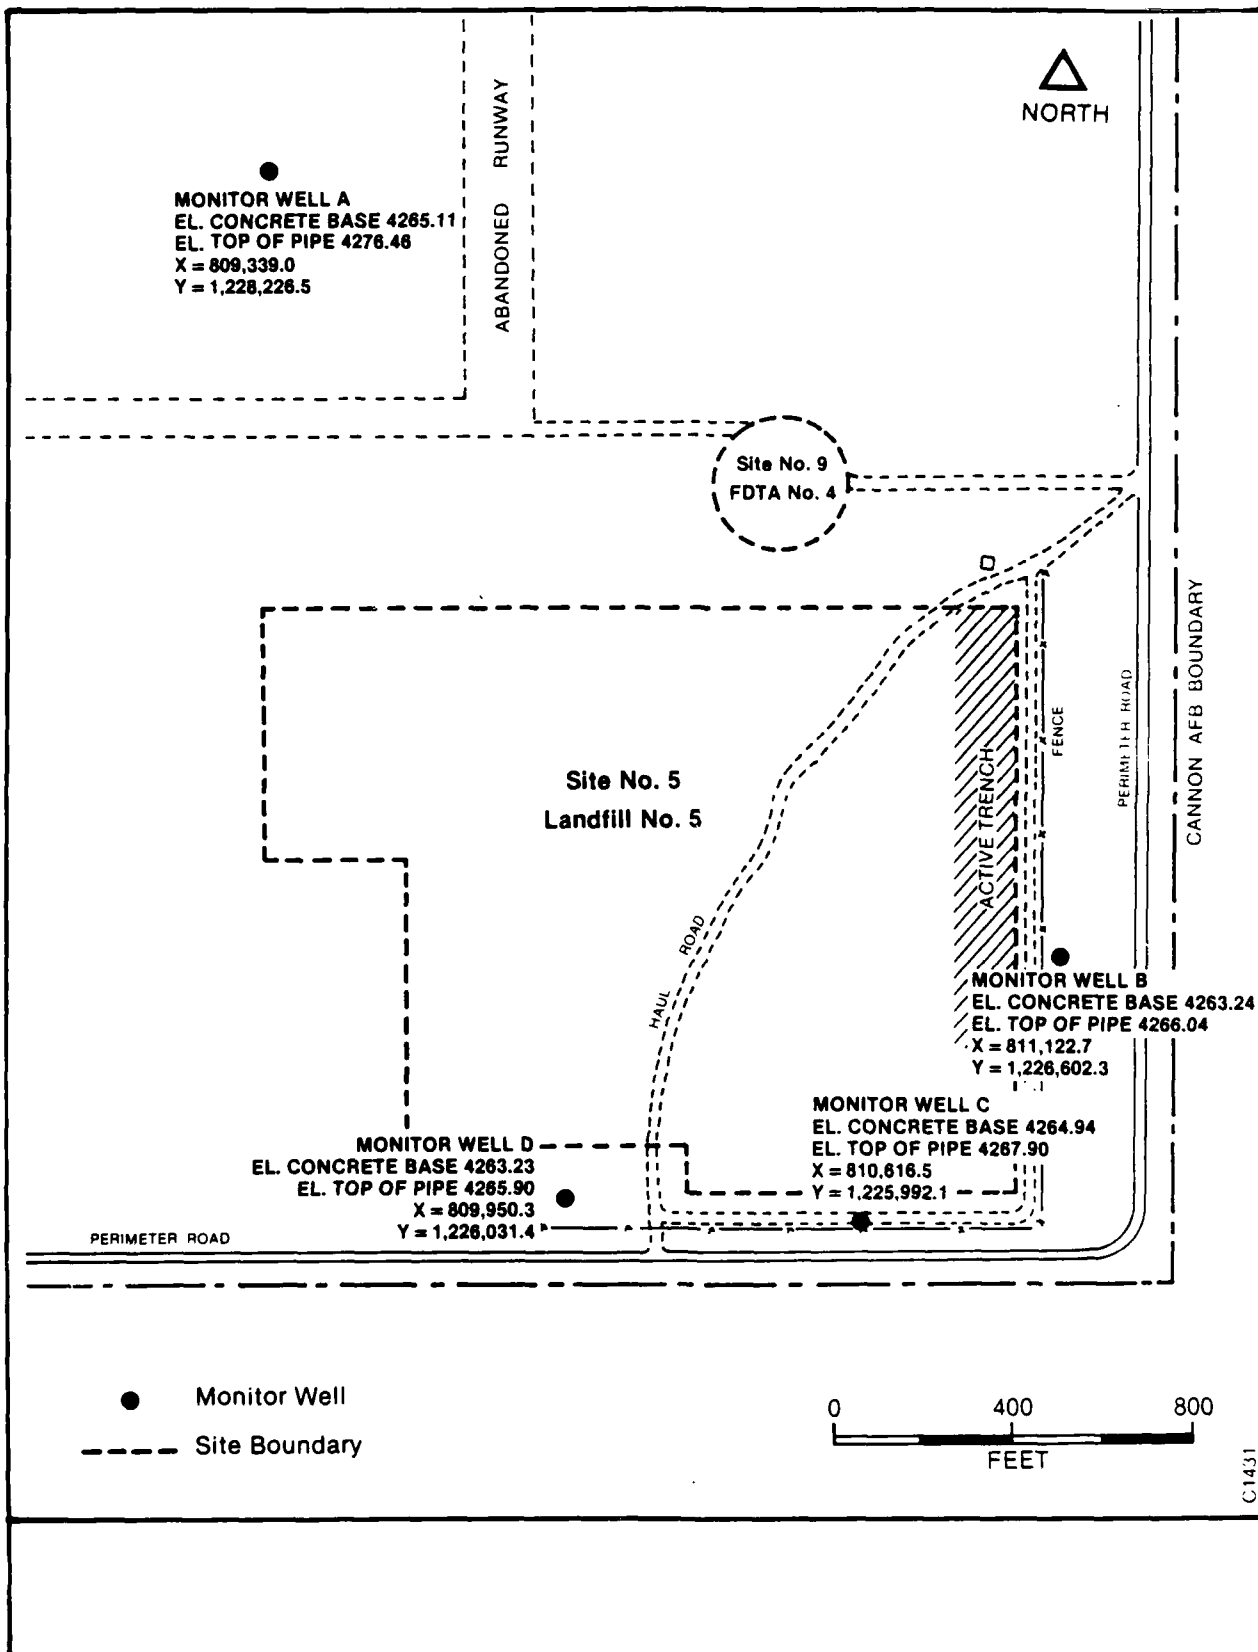 NORTH
ABANDONED RUNWAY
MONITOR WELL A
EL. CONCRETE BASE 4265.11
EL. TOP OF PIPE 4276.46
X = 809,339.0
Y = 1,228,226.5
Site No. 9
FDTA No. 4
CANNON AFB BOUNDARY
PERIMETER ROAD
FENCE
ACTIVE TRENCH
Site No. 5
Landfill No. 5
HAUL ROAD
MONITOR WELL B
EL. CONCRETE BASE 4263.24
EL. TOP OF PIPE 4266.04
X = 811,122.7
Y = 1,226,602.3
MONITOR WELL C
EL. CONCRETE BASE 4264.94
EL. TOP OF PIPE 4267.90
X = 810,616.5
Y = 1,225,992.1
MONITOR WELL D
EL. CONCRETE BASE 4263.23
EL. TOP OF PIPE 4265.90
X = 809,950.3
Y = 1,226,031.4
PERIMETER ROAD
Monitor Well
Site Boundary
0 400 800
FEET
C1431